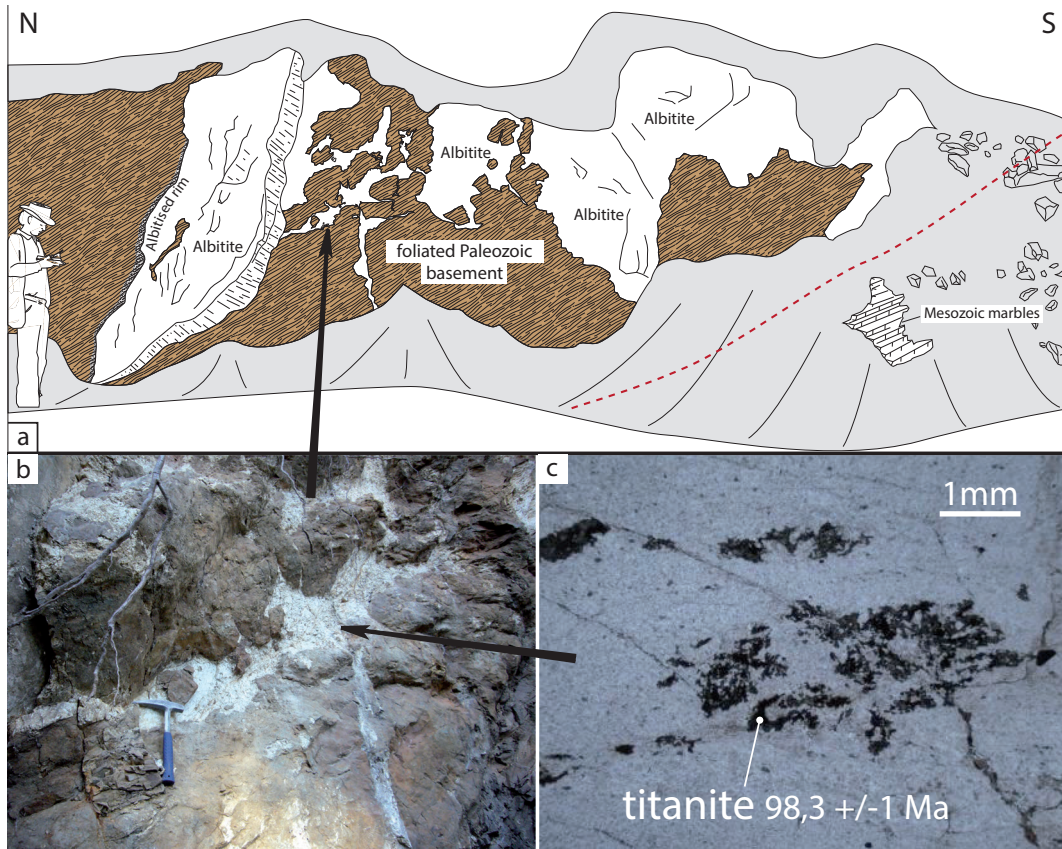 N
S
Albitised rim
Albitite
Albitite
Albitite
Albitite
foliated Paleozoic
basement
Mesozoic marbles
a
b
c
1mm
titanite 98,3 +/-1 Ma